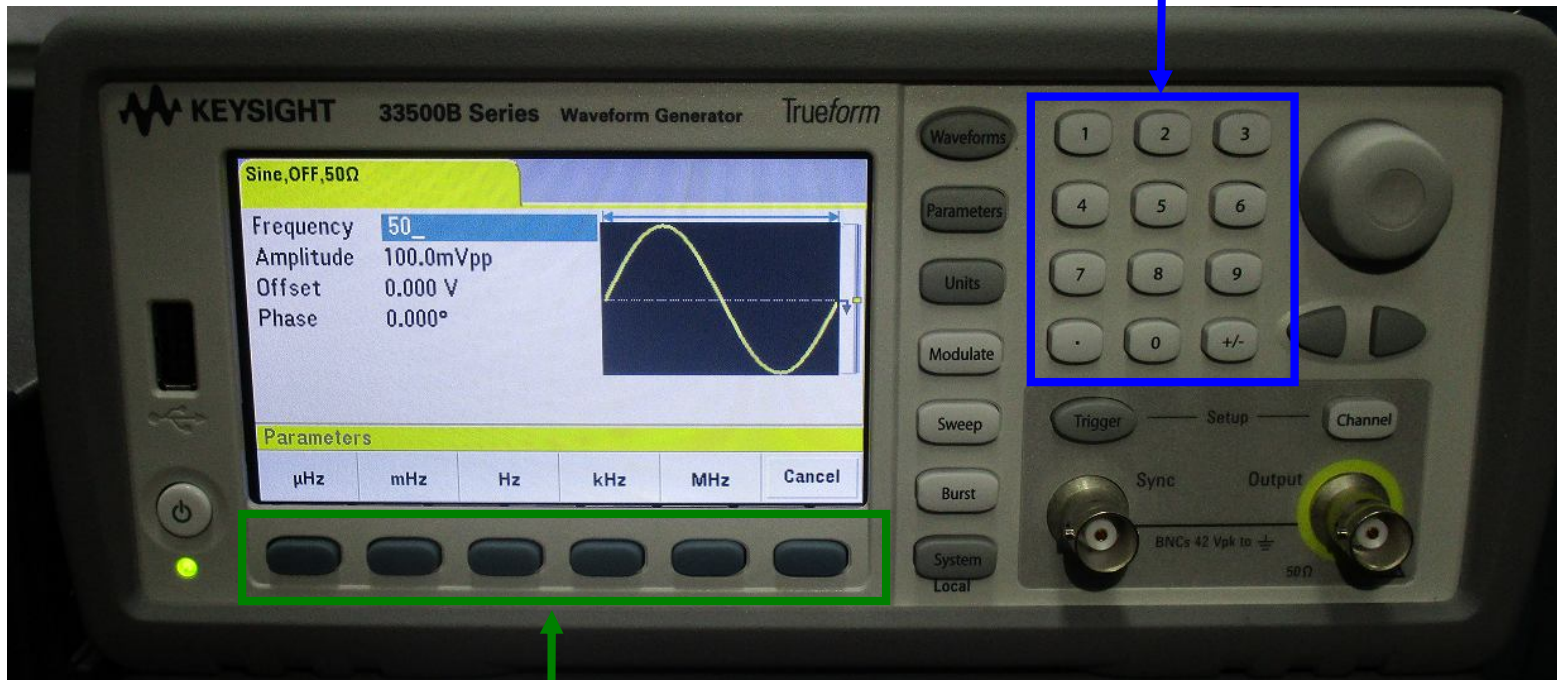 KEYSIGHT 33500B Series Waveform Generator Trueform
Sine,OFF,50Ω
Frequency 50_
Amplitude 100.0mVpp
Offset 0.000 V
Phase 0.000°
Parameters
µHz mHz Hz kHz MHz Cancel
Waveforms
Parameters
Units
Modulate
Sweep
Burst
System
Local
1 2 3
4 5 6
7 8 9
. 0 +/-
Trigger Setup Channel
Sync Output
BNCs 42 Vpk to ⏚
50Ω